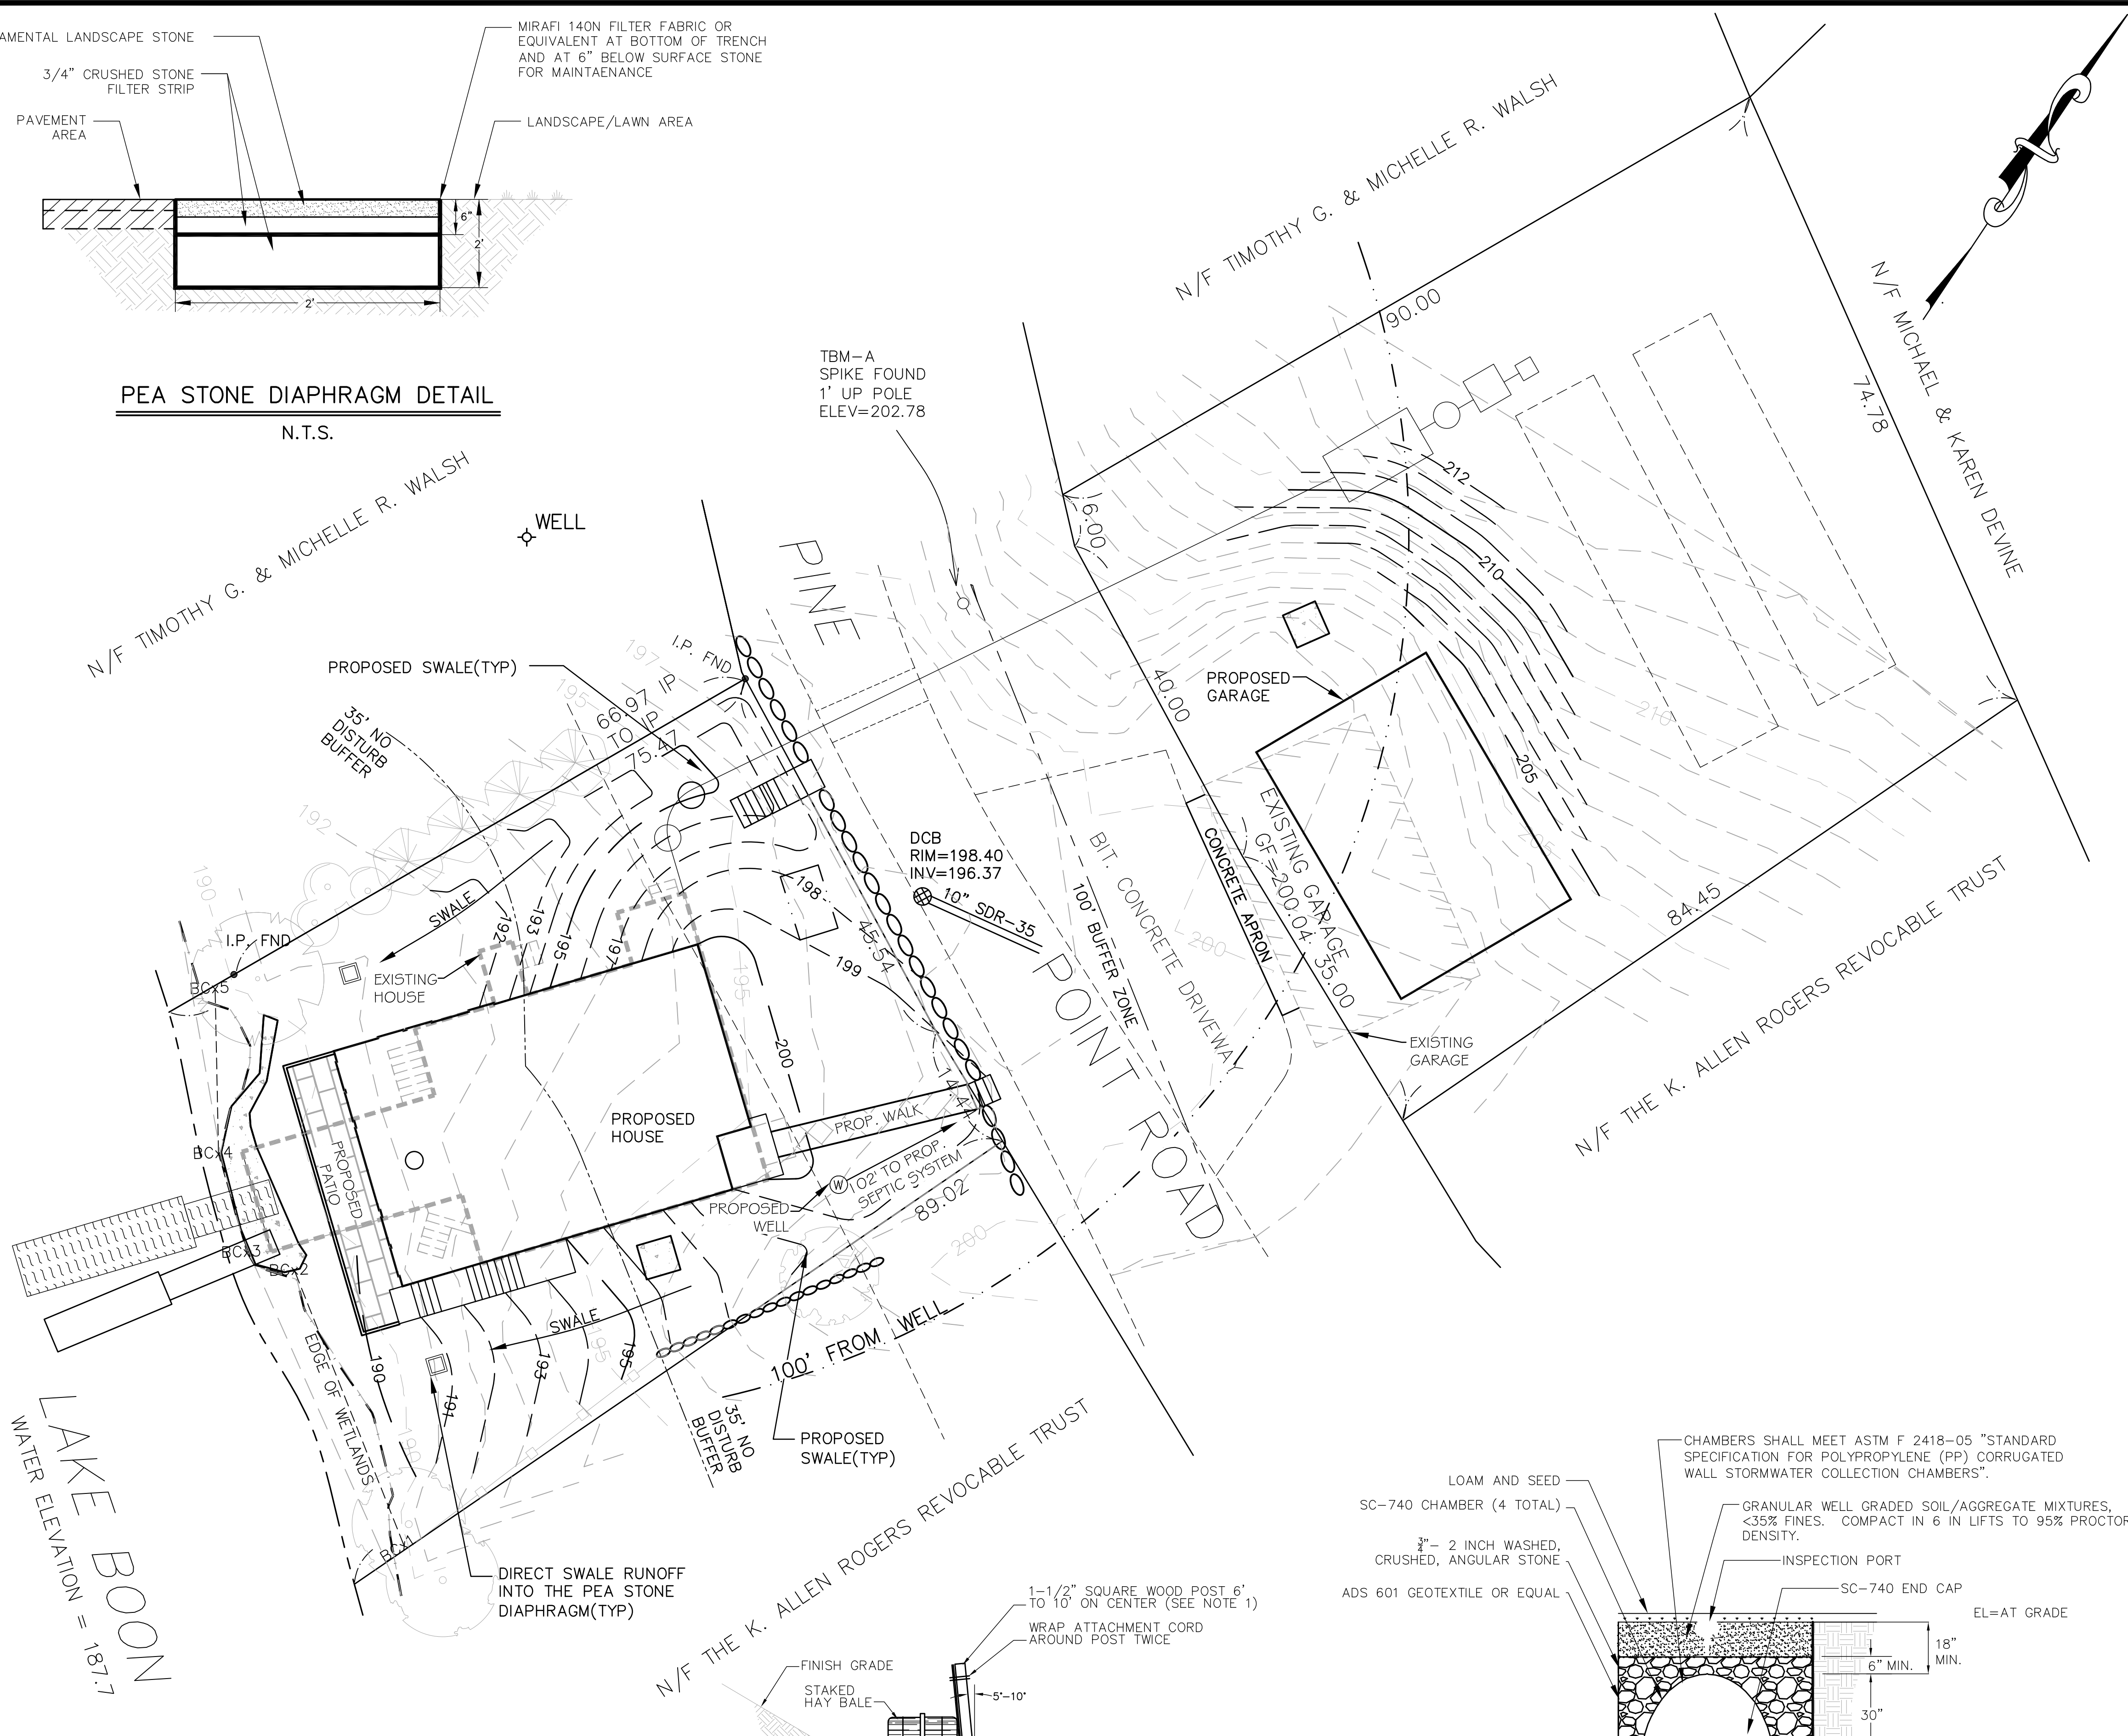 AMENTAL LANDSCAPE STONE
3/4" CRUSHED STONE
FILTER STRIP
PAVEMENT
AREA
MIRAFI 140N FILTER FABRIC OR
EQUIVALENT AT BOTTOM OF TRENCH
AND AT 6" BELOW SURFACE STONE
FOR MAINTAENANCE
LANDSCAPE/LAWN AREA
6"
2'
2'
PEA STONE DIAPHRAGM DETAIL
N.T.S.
N/F TIMOTHY G. & MICHELLE R. WALSH
N/F MICHAEL & KAREN DEVINE
90.00
74.78
TBM-A
SPIKE FOUND
1' UP POLE
ELEV=202.78
212
210
210
205
205
6.00
40.00
PROPOSED
GARAGE
EXISTING GARAGE
GF=200.04
35.00
CONCRETE APRON
BIT. CONCRETE DRIVEWAY
100' BUFFER ZONE
200
EXISTING
GARAGE
84.45
N/F THE K. ALLEN ROGERS REVOCABLE TRUST
N/F TIMOTHY G. & MICHELLE R. WALSH
WELL
PINE
POINT
ROAD
PROPOSED SWALE(TYP)
197
195
I.P. FND
66.97 IP
TO IP
75.47
35' NO
DISTURB
BUFFER
192
190
SWALE
192
193
195
197
198
199
200
195
45.54
14.44
DCB
RIM=198.40
INV=196.37
10" SDR-35
I.P. FND
BCx5
EXISTING
HOUSE
BCx4
BCx3
BCx2
BCx1
PROPOSED
PATIO
PROPOSED
HOUSE
PROP. WALK
W
102' TO PROP.
SEPTIC SYSTEM
PROPOSED
WELL
89.02
200
100' FROM WELL
SWALE
190
191
193
195
195
190
EDGE OF WETLANDS
35' NO
DISTURB
BUFFER
PROPOSED
SWALE(TYP)
DIRECT SWALE RUNOFF
INTO THE PEA STONE
DIAPHRAGM(TYP)
LAKE BOON
WATER ELEVATION = 187.7
N/F THE K. ALLEN ROGERS REVOCABLE TRUST
FINISH GRADE
STAKED
HAY BALE
1-1/2" SQUARE WOOD POST 6'
TO 10' ON CENTER (SEE NOTE 1)
WRAP ATTACHMENT CORD
AROUND POST TWICE
5°-10°
LOAM AND SEED
SC-740 CHAMBER (4 TOTAL)
¾"- 2 INCH WASHED,
CRUSHED, ANGULAR STONE
ADS 601 GEOTEXTILE OR EQUAL
CHAMBERS SHALL MEET ASTM F 2418-05 "STANDARD
SPECIFICATION FOR POLYPROPYLENE (PP) CORRUGATED
WALL STORMWATER COLLECTION CHAMBERS".
GRANULAR WELL GRADED SOIL/AGGREGATE MIXTURES,
<35% FINES. COMPACT IN 6 IN LIFTS TO 95% PROCTOR
DENSITY.
INSPECTION PORT
SC-740 END CAP
EL=AT GRADE
18"
MIN.
6" MIN.
30"